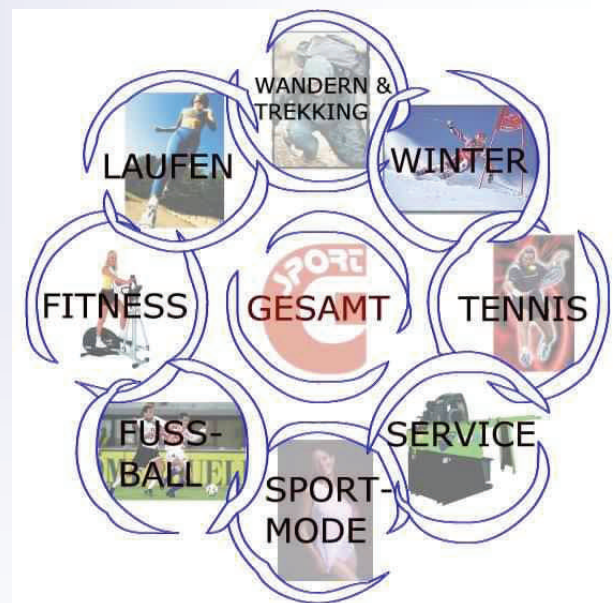 WANDERN &
TREKKING
LAUFEN
WINTER
SPORT
FITNESS
GESAMT
TENNIS
FUSS-
BALL
SERVICE
SPORT-
MODE